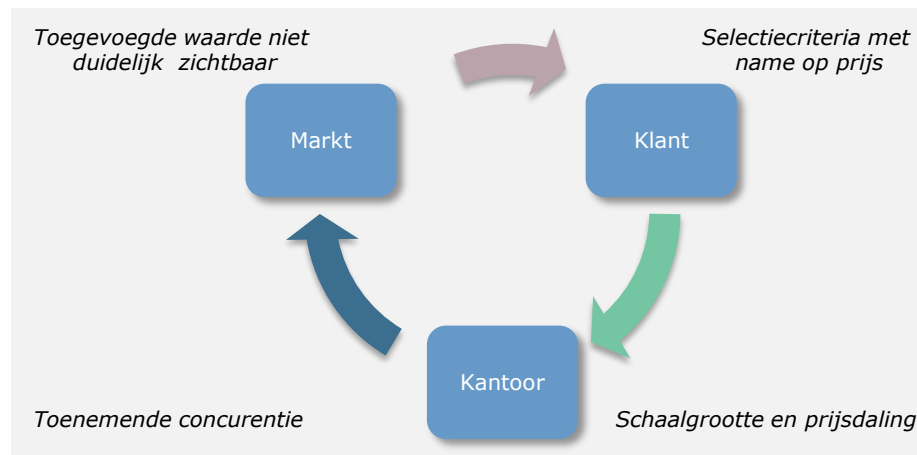 Toegevoegde waarde niet
duidelijk zichtbaar
Selectiecriteria met
name op prijs
Markt
Klant
Kantoor
Toenemende concurentie
Schaalgrootte en prijsdaling